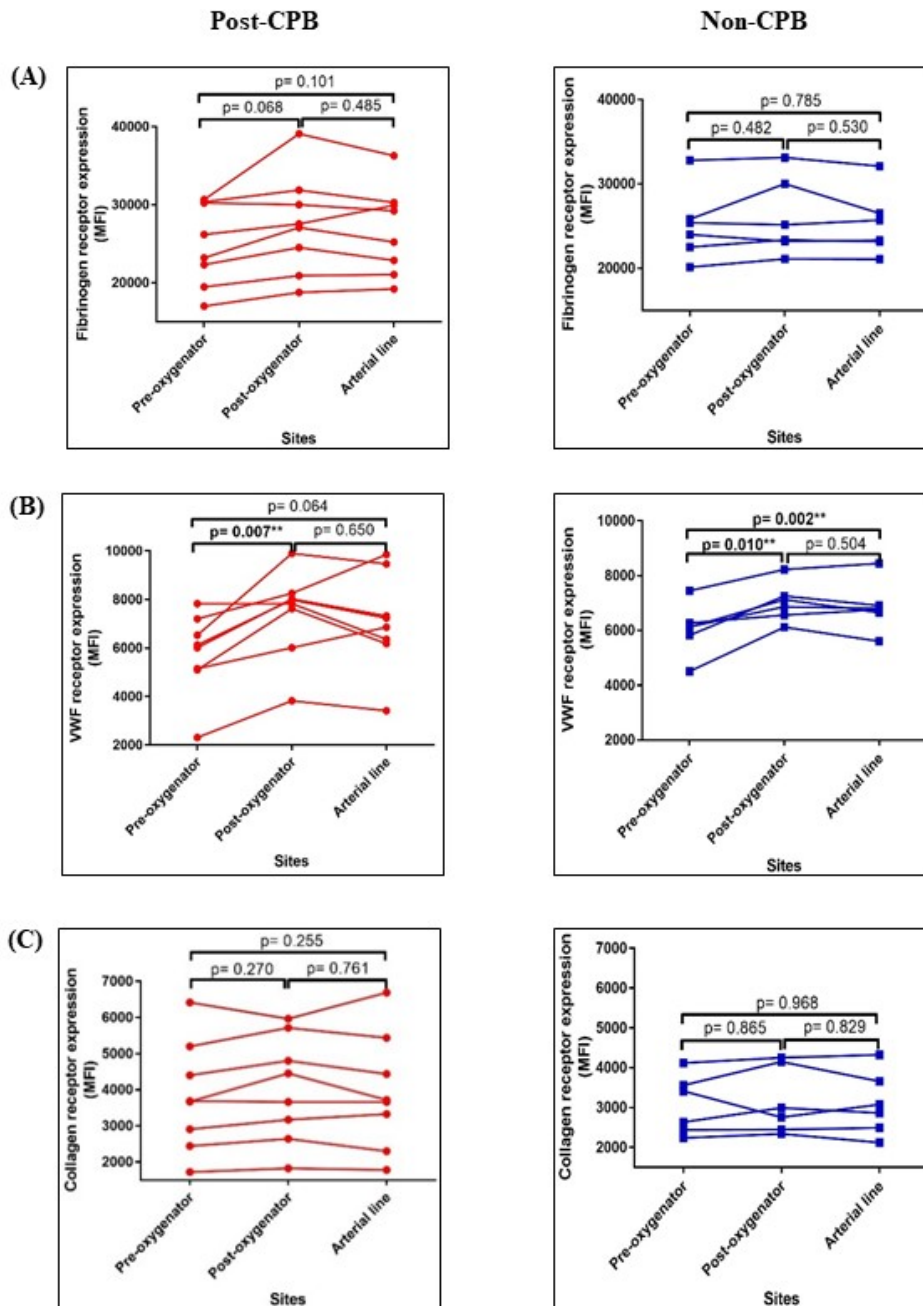 Post-CPB
Non-CPB
(A)
p= 0.101
p= 0.068
p= 0.485
40000
30000
20000
Fibrinogen receptor expression
(MFI)
Pre-oxygenator
Post-oxygenator
Arterial line
Sites
p= 0.785
p= 0.482
p= 0.530
40000
30000
20000
Fibrinogen receptor expression
(MFI)
Pre-oxygenator
Post-oxygenator
Arterial line
Sites
(B)
p= 0.064
p= 0.007**
p= 0.650
10000
8000
6000
4000
2000
VWF receptor expression
(MFI)
Pre-oxygenator
Post-oxygenator
Arterial line
Sites
p= 0.002**
p= 0.010**
p= 0.504
10000
8000
6000
4000
2000
VWF receptor expression
(MFI)
Pre-oxygenator
Post-oxygenator
Arterial line
Sites
(C)
p= 0.255
p= 0.270
p= 0.761
7000
6000
5000
4000
3000
2000
Collagen receptor expression
(MFI)
Pre-oxygenator
Post-oxygenator
Arterial line
Sites
p= 0.968
p= 0.865
p= 0.829
7000
6000
5000
4000
3000
2000
Collagen receptor expression
(MFI)
Pre-oxygenator
Post-oxygenator
Arterial line
Sites